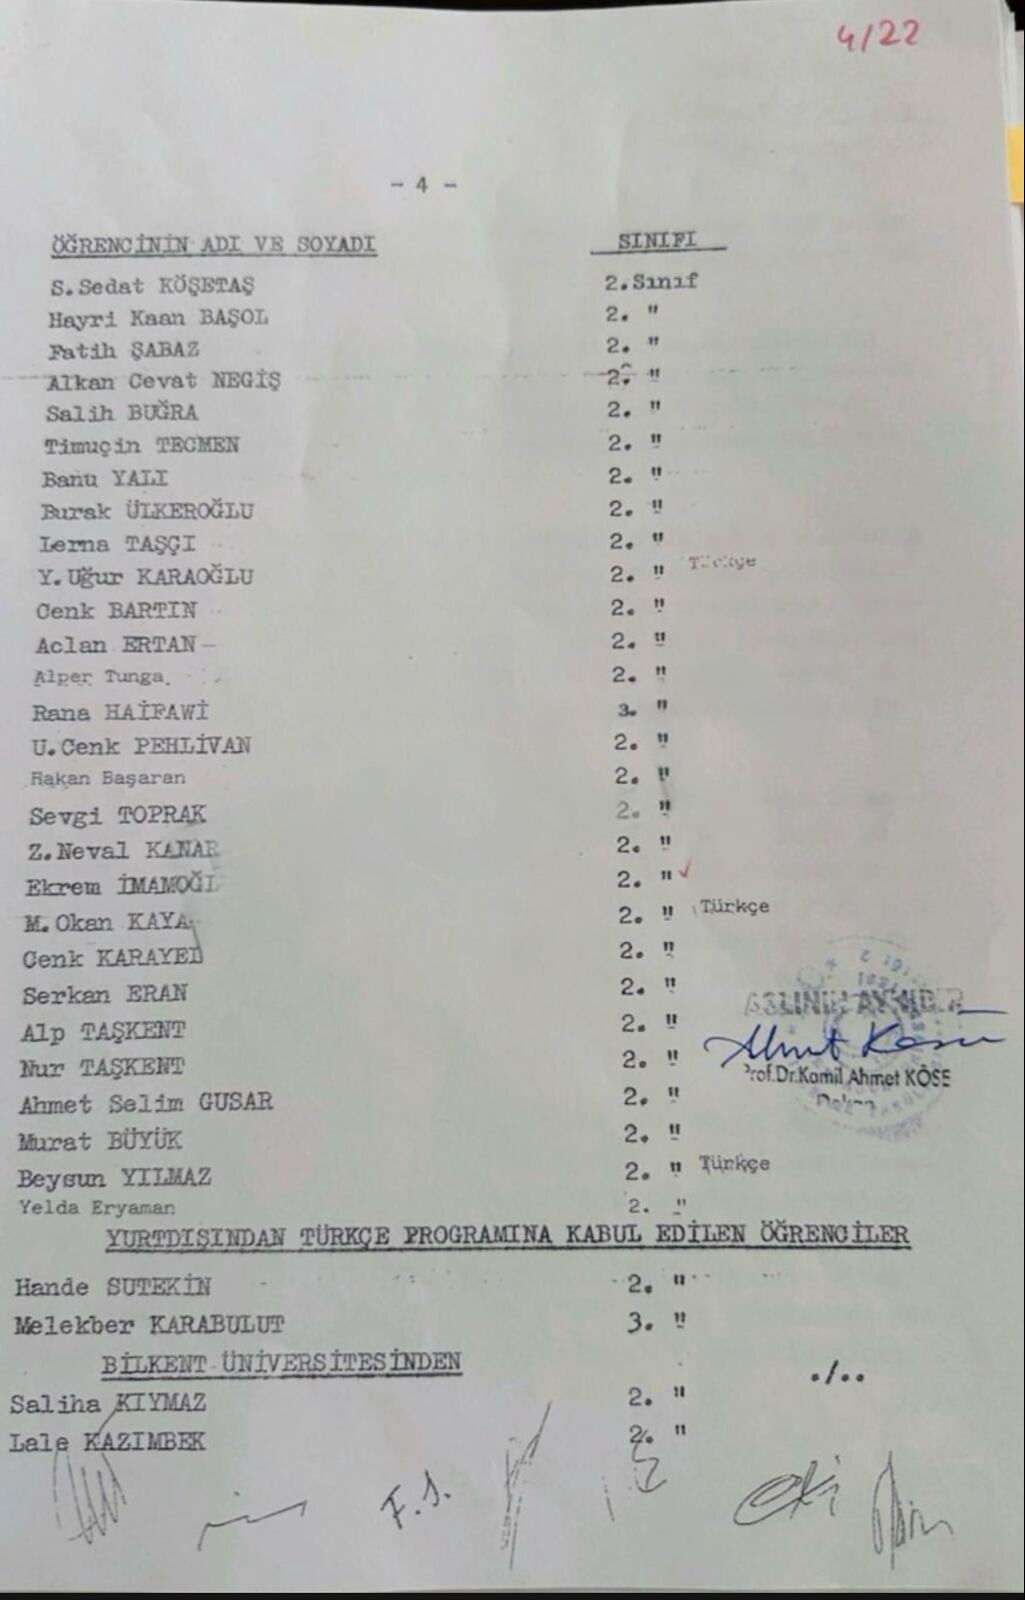 4/22
- 4 -
ÖĞRENCİNİN ADI VE SOYADI SINIFI
S.Sedat KÖŞETAŞ 2.Sınıf
Hayri Kaan BAŞOL 2. "
Fatih ŞABAZ 2. "
Alkan Cevat NEGİŞ 2. "
Salih BUĞRA 2. "
Timuçin TECMEN 2. "
Banu YALI 2. "
Burak ÜLKEROĞLU 2. "
Lerna TAŞÇI 2. "
Y.Uğur KARAOĞLU 2. " Türkçe
Cenk BARTIN 2. "
Aclan ERTAN - 2. "
Alper Tunga 2. "
Rana HAİFAWİ 3. "
U.Cenk PEHLİVAN 2. "
Hakan Başaran 2. "
Sevgi TOPRAK 2. "
Z.Neval KANAR 2. "
Ekrem İMAMOĞL 2. "
M.Okan KAYA 2. " Türkçe
Cenk KARAYEL 2. "
Serkan ERAN 2. "
Alp TAŞKENT 2. "
Nur TAŞKENT 2. "
Ahmet Selim GUSAR 2. "
Murat BÜYÜK 2. "
Beysun YILMAZ 2. " Türkçe
Yelda Eryaman 2. "
ASLININ AYNIDIR
Ahmet Köse
Prof.Dr.Kamil Ahmet KÖSE
Dekan
YURTDIŞINDAN TÜRKÇE PROGRAMINA KABUL EDİLEN ÖĞRENCİLER
Hande SUTEKİN 2. "
Melekber KARABULUT 3. "
BİLKENT ÜNİVERSİTESİNDEN
./..
Saliha KIYMAZ 2. "
Lale KAZIMBEK 2. "
F.S.